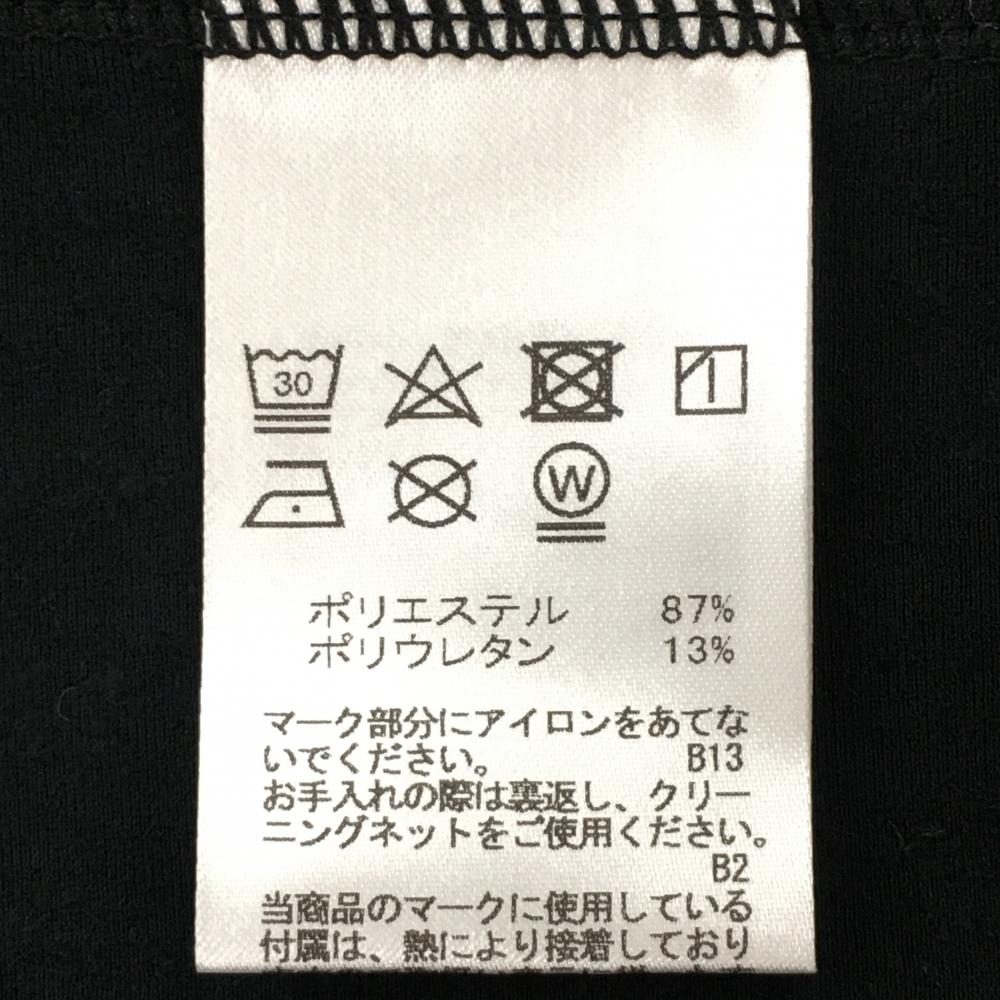 30
W
ポリエステル 87%
ポリウレタン 13%
マーク部分にアイロンをあてな
いでください。 B13
お手入れの際は裏返し、クリー
ニングネットをご使用ください。
B2
当商品のマークに使用している
付属は、熱により接着しており